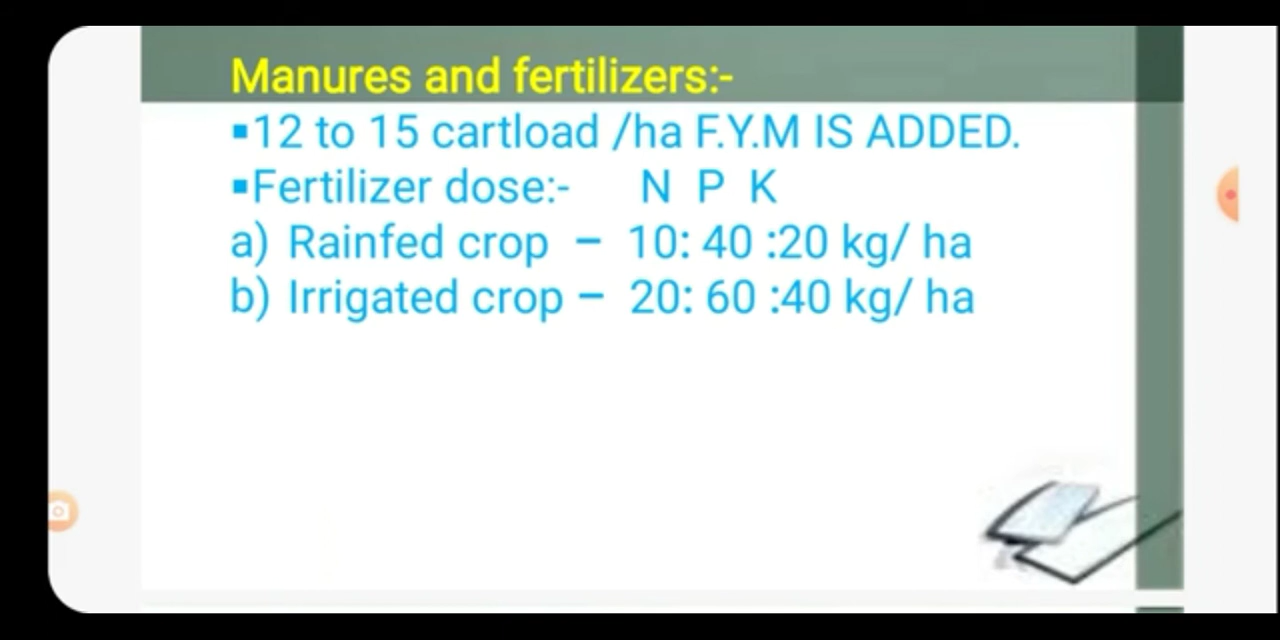 Manures and fertilizers:-
▪12 to 15 cartload /ha F.Y.M IS ADDED.
▪Fertilizer dose:- N P K
a) Rainfed crop – 10: 40 :20 kg/ ha
b) Irrigated crop – 20: 60 :40 kg/ ha